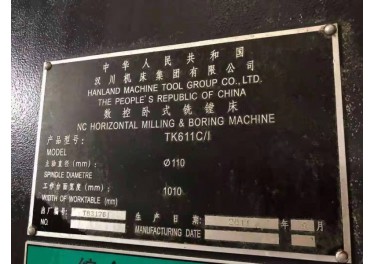 中华人民共和国
汉川机床集团有限公司
HANLAND MACHINE TOOL GROUP CO.,LTD.
THE PEOPLE'S REPUBLIC OF CHINA
数控卧式铣镗床
NC HORIZONTAL MILLING & BORING MACHINE
产品型号: TK611C/I
MODEL
主轴直径(mm): Ø110
SPINDLE DIAMETRE
工作台面宽度(mm): 1010
WIDTH OF WORKTABLE (mm)
出厂编号: 生产日期: 年 月
NO. MANUFACTURING DATE